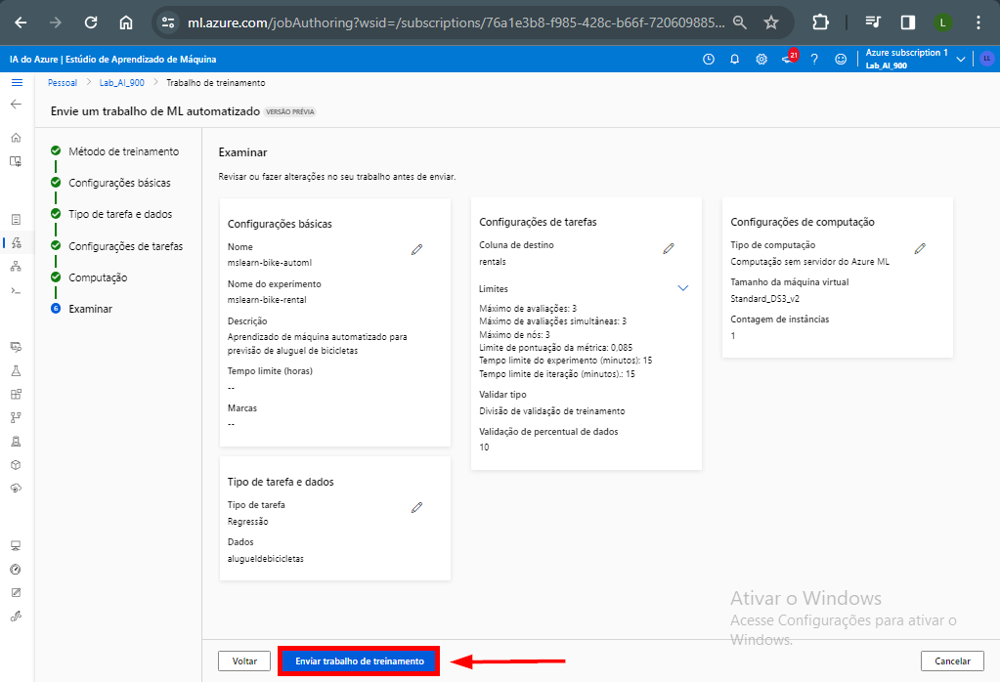 ml.azure.com/jobAuthoring?wsid=/subscriptions/76a1e3b8-f985-428c-b66f-720609885...
L
IA do Azure | Estúdio de Aprendizado de Máquina
21
?
Azure subscription 1
Lab_AI_900
LL
Pessoal > Lab_AI_900 > Trabalho de treinamento
Envie um trabalho de ML automatizado VERSÃO PRÉVIA
Método de treinamento
Configurações básicas
Tipo de tarefa e dados
Configurações de tarefas
Computação
6 Examinar
Examinar
Revisar ou fazer alterações no seu trabalho antes de enviar.
Configurações básicas
Nome
mslearn-bike-automl
Nome do experimento
mslearn-bike-rental
Descrição
Aprendizado de máquina automatizado para
previsão de aluguel de bicicletas
Tempo limite (horas)
--
Marcas
--
Tipo de tarefa e dados
Tipo de tarefa
Regressão
Dados
alugueldebicicletas
Configurações de tarefas
Coluna de destino
rentals
Limites
Máximo de avaliações: 3
Máximo de avaliações simultâneas: 3
Máximo de nós: 3
Limite de pontuação da métrica: 0,085
Tempo limite do experimento (minutos): 15
Tempo limite de iteração (minutos).: 15
Validar tipo
Divisão de validação de treinamento
Validação de percentual de dados
10
Configurações de computação
Tipo de computação
Computação sem servidor do Azure ML
Tamanho da máquina virtual
Standard_DS3_v2
Contagem de instâncias
1
Ativar o Windows
Acesse Configurações para ativar o
Windows.
Voltar
Enviar trabalho de treinamento
Cancelar